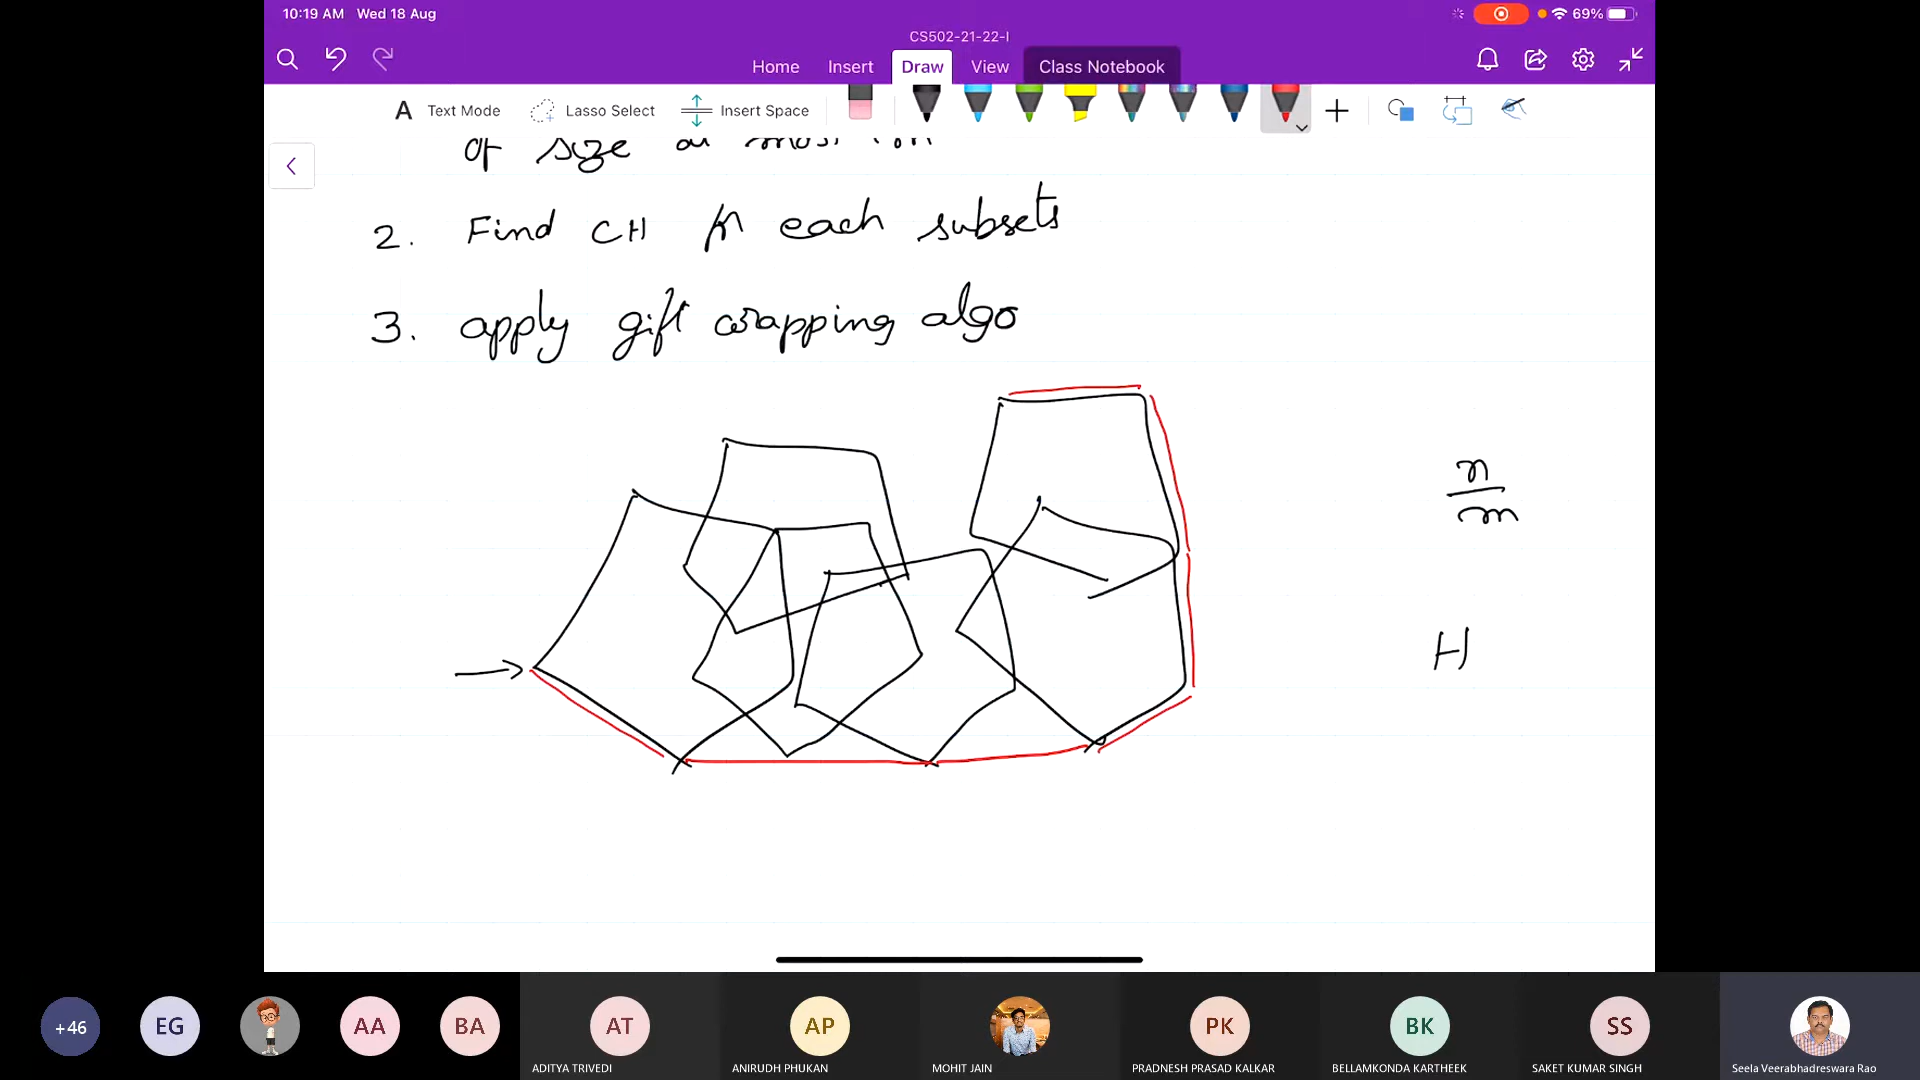 10:19 AM Wed 18 Aug
69%
CS502-21-22-I
Home Insert Draw View Class Notebook
A Text Mode Lasso Select Insert Space
of size at most m
2. Find CH for each subsets
3. apply gift wrapping algo
n
m
H
+46 EG AA BA AT AP PK BK SS
ADITYA TRIVEDI ANIRUDH PHUKAN MOHIT JAIN PRADNESH PRASAD KALKAR BELLAMKONDA KARTHEEK SAKET KUMAR SINGH Seela Veerabhadreswara Rao